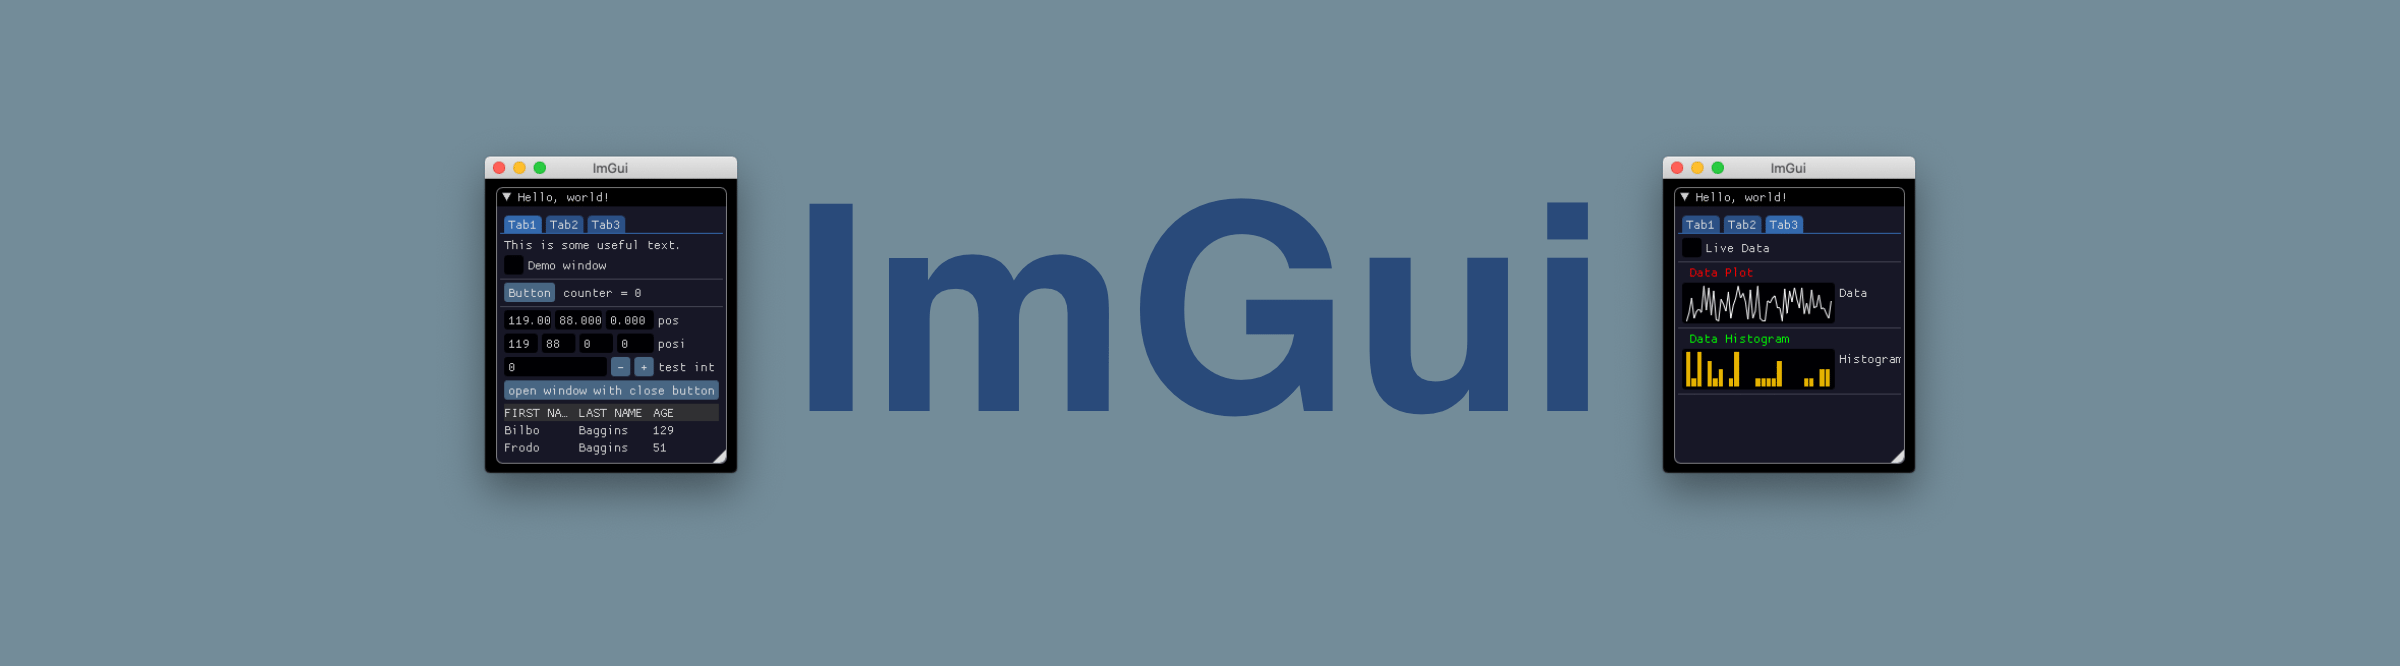 ImGui
Hello, world!
Tab1 Tab2 Tab3
This is some useful text.
Demo window
Button counter = 0
119.00 88.000 0.000 pos
119 88 0 0 posi
0 - + test int
open window with close button
FIRST NA… LAST NAME AGE
Bilbo Baggins 129
Frodo Baggins 51
ImGui
ImGui
Hello, world!
Tab1 Tab2 Tab3
Live Data
Data Plot
Data
Data Histogram
Histogram